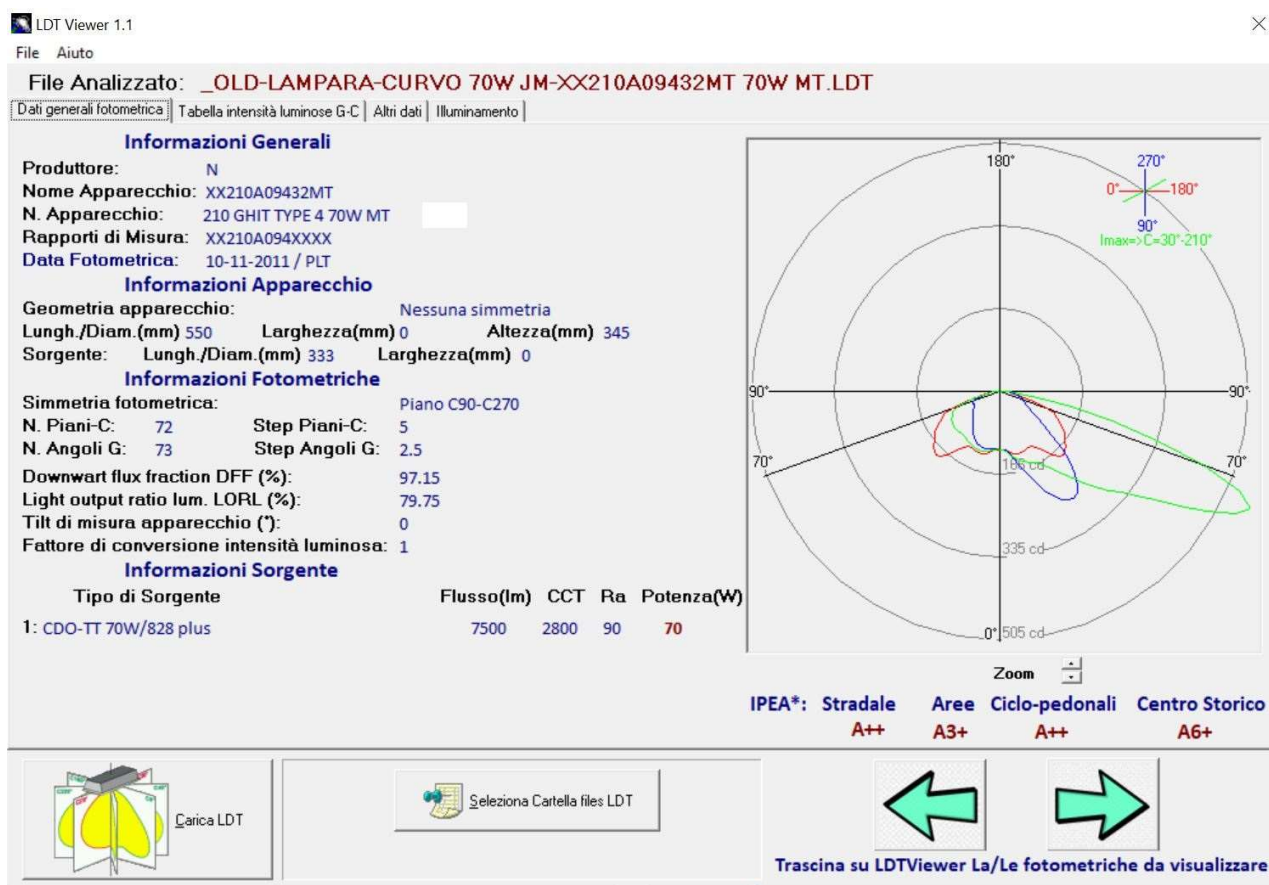 LDT Viewer 1.1
File Aiuto
File Analizzato: _OLD-LAMPARA-CURVO 70W JM-XX210A09432MT 70W MT.LDT
Dati generali fotometrica Tabella intensità luminose G-C Altri dati Illuminamento
Informazioni Generali
Produttore: N
Nome Apparecchio: XX210A09432MT
N. Apparecchio: 210 GHIT TYPE 4 70W MT
Rapporti di Misura: XX210A094XXXX
Data Fotometrica: 10-11-2011 / PLT
Informazioni Apparecchio
Geometria apparecchio: Nessuna simmetria
Lungh./Diam.(mm) 550 Larghezza(mm) 0 Altezza(mm) 345
Sorgente: Lungh./Diam.(mm) 333 Larghezza(mm) 0
Informazioni Fotometriche
Simmetria fotometrica: Piano C90-C270
N. Piani-C: 72 Step Piani-C: 5
N. Angoli G: 73 Step Angoli G: 2.5
Downwart flux fraction DFF (%): 97.15
Light output ratio lum. LORL (%): 79.75
Tilt di misura apparecchio (°): 0
Fattore di conversione intensità luminosa: 1
Informazioni Sorgente
Tipo di Sorgente Flusso(lm) CCT Ra Potenza(W)
1: CDO-TT 70W/828 plus 7500 2800 90 70
180°
270°
0° 180°
90°
Imax=>C=30°-210°
90° 90°
70° 70°
335 cd
0° 505 cd
Zoom
IPEA*: Stradale Aree Ciclo-pedonali Centro Storico
A++ A3+ A++ A6+
Carica LDT
Seleziona Cartella files LDT
Trascina su LDTViewer La/Le fotometriche da visualizzare